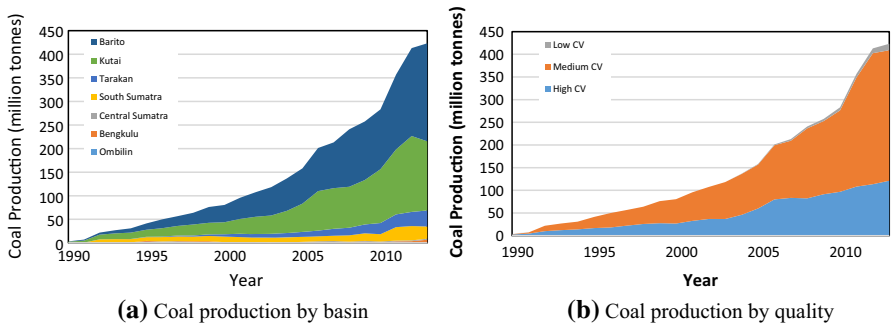 Coal Production (million tonnes)
450
400
350
300
250
200
150
100
50
0
Barito
Kutai
Tarakan
South Sumatra
Central Sumatra
Bengkulu
Ombilin
1990 1995 2000 2005 2010
Year
(a) Coal production by basin
Coal Production (million tonnes)
450
400
350
300
250
200
150
100
50
0
Low CV
Medium CV
High CV
1990 1995 2000 2005 2010
Year
(b) Coal production by quality